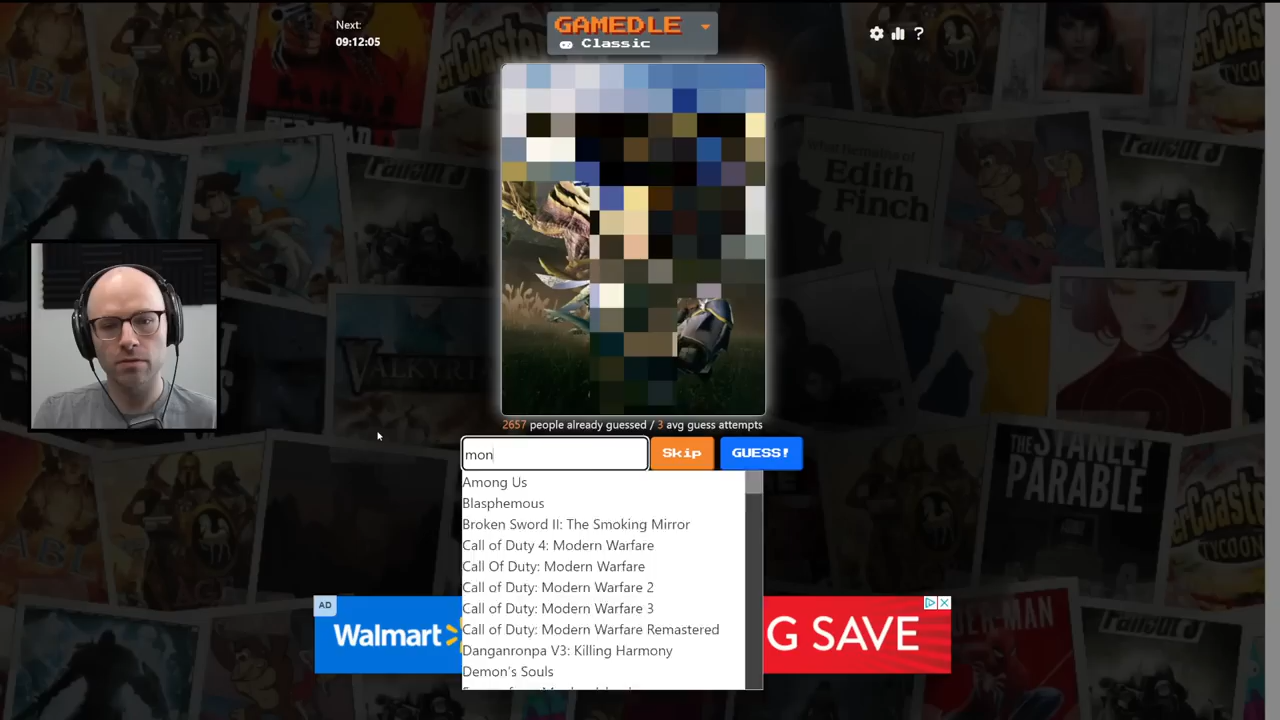 Next:
09:12:05
GAMEDLE
Classic
?
What Remains of
Edith
Finch
THE STANLEY
PARABLE
2657 people already guessed / 3 avg guess attempts
mon
Skip
GUESS!
Among Us
Blasphemous
Broken Sword II: The Smoking Mirror
Call of Duty 4: Modern Warfare
Call Of Duty: Modern Warfare
Call of Duty: Modern Warfare 2
Call of Duty: Modern Warfare 3
Call of Duty: Modern Warfare Remastered
Danganronpa V3: Killing Harmony
Demon's Souls
AD
Walmart
G SAVE